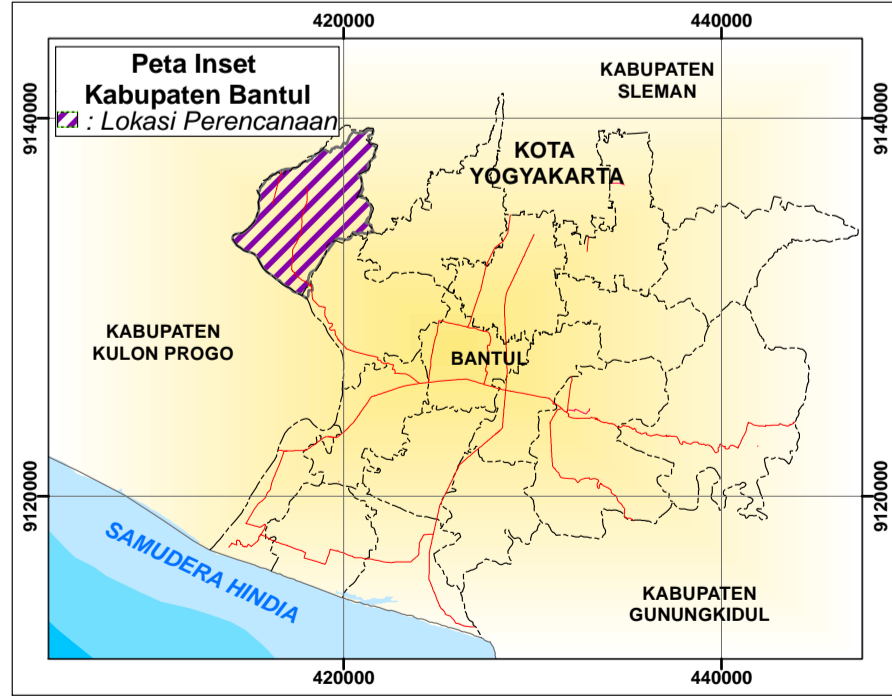 420000
440000
Peta Inset
Kabupaten Bantul
: Lokasi Perencanaan
KABUPATEN
SLEMAN
9140000
9140000
KOTA
YOGYAKARTA
KABUPATEN
KULON PROGO
BANTUL
9120000
9120000
SAMUDERA HINDIA
KABUPATEN
GUNUNGKIDUL
420000
440000